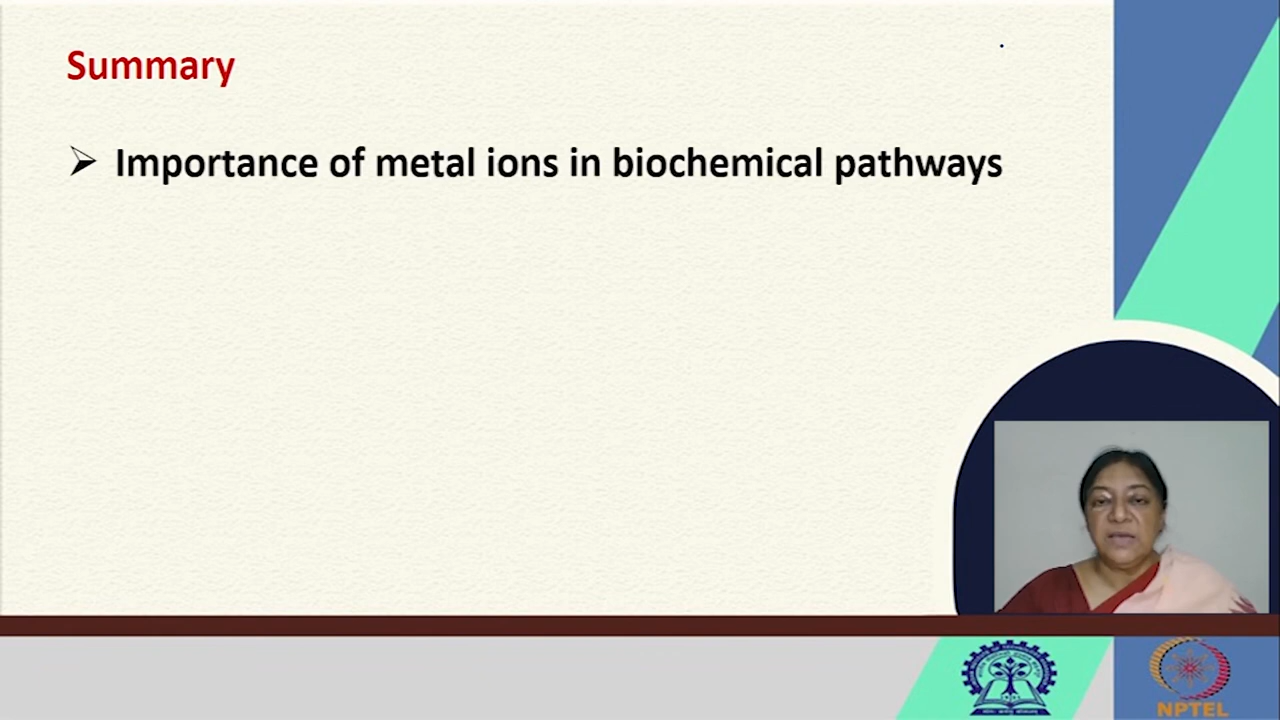 Summary
➢ Importance of metal ions in biochemical pathways
NPTEL